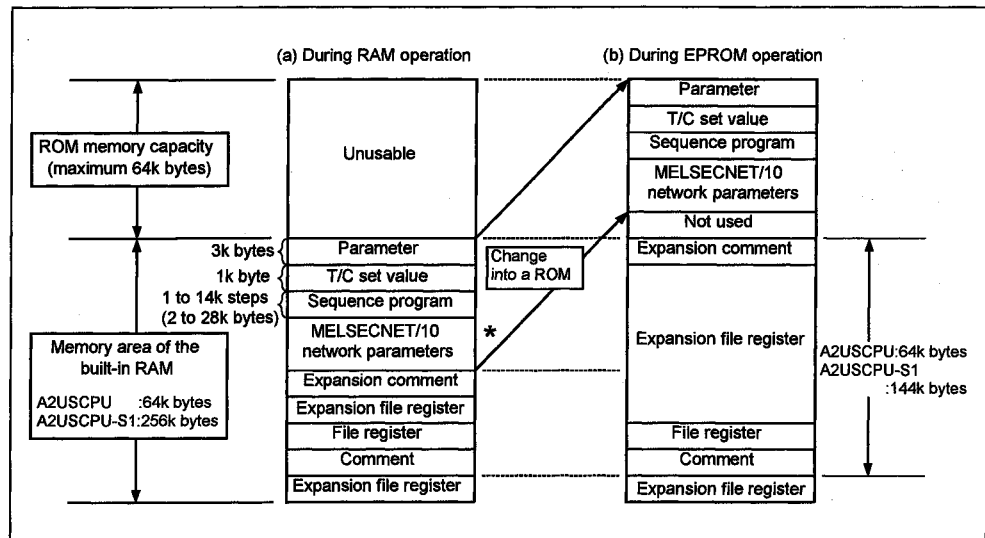 (a) During RAM operation
(b) During EPROM operation
ROM memory capacity
(maximum 64k bytes)
Unusable
Parameter
T/C set value
Sequence program
MELSECNET/10
network parameters
Not used
Expansion comment
Expansion file register
File register
Comment
Expansion file register
3k bytes
Parameter
1k byte
T/C set value
1 to 14k steps
(2 to 28k bytes)
Sequence program
MELSECNET/10
network parameters
*
Change
into a ROM
Expansion comment
Expansion file register
File register
Comment
Expansion file register
Memory area of the
built-in RAM
A2USCPU :64k bytes
A2USCPU-S1:256k bytes
A2USCPU:64k bytes
A2USCPU-S1
:144k bytes